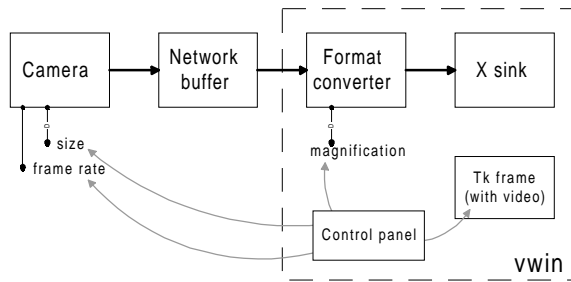 Camera
Network
buffer
Format
converter
X sink
size
frame rate
magnification
Tk frame
(with video)
Control panel
vwin